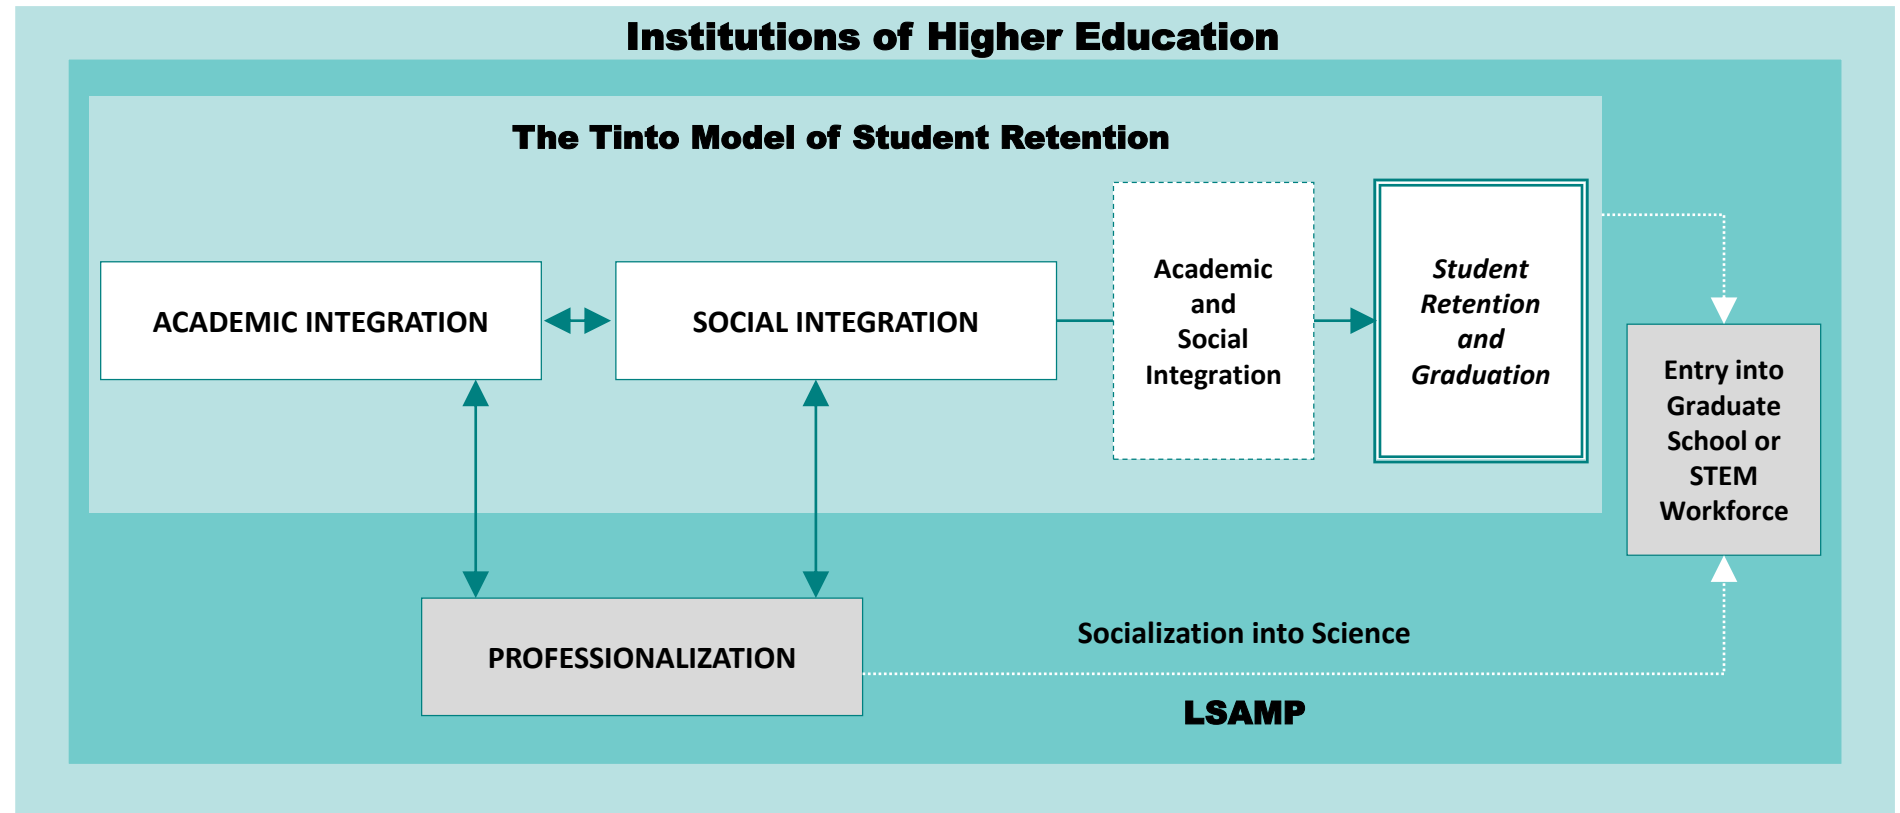 Institutions of Higher Education
The Tinto Model of Student Retention
ACADEMIC INTEGRATION
SOCIAL INTEGRATION
Academic
and
Social
Integration
Student
Retention
and
Graduation
Entry into
Graduate
School or
STEM
Workforce
PROFESSIONALIZATION
Socialization into Science
LSAMP